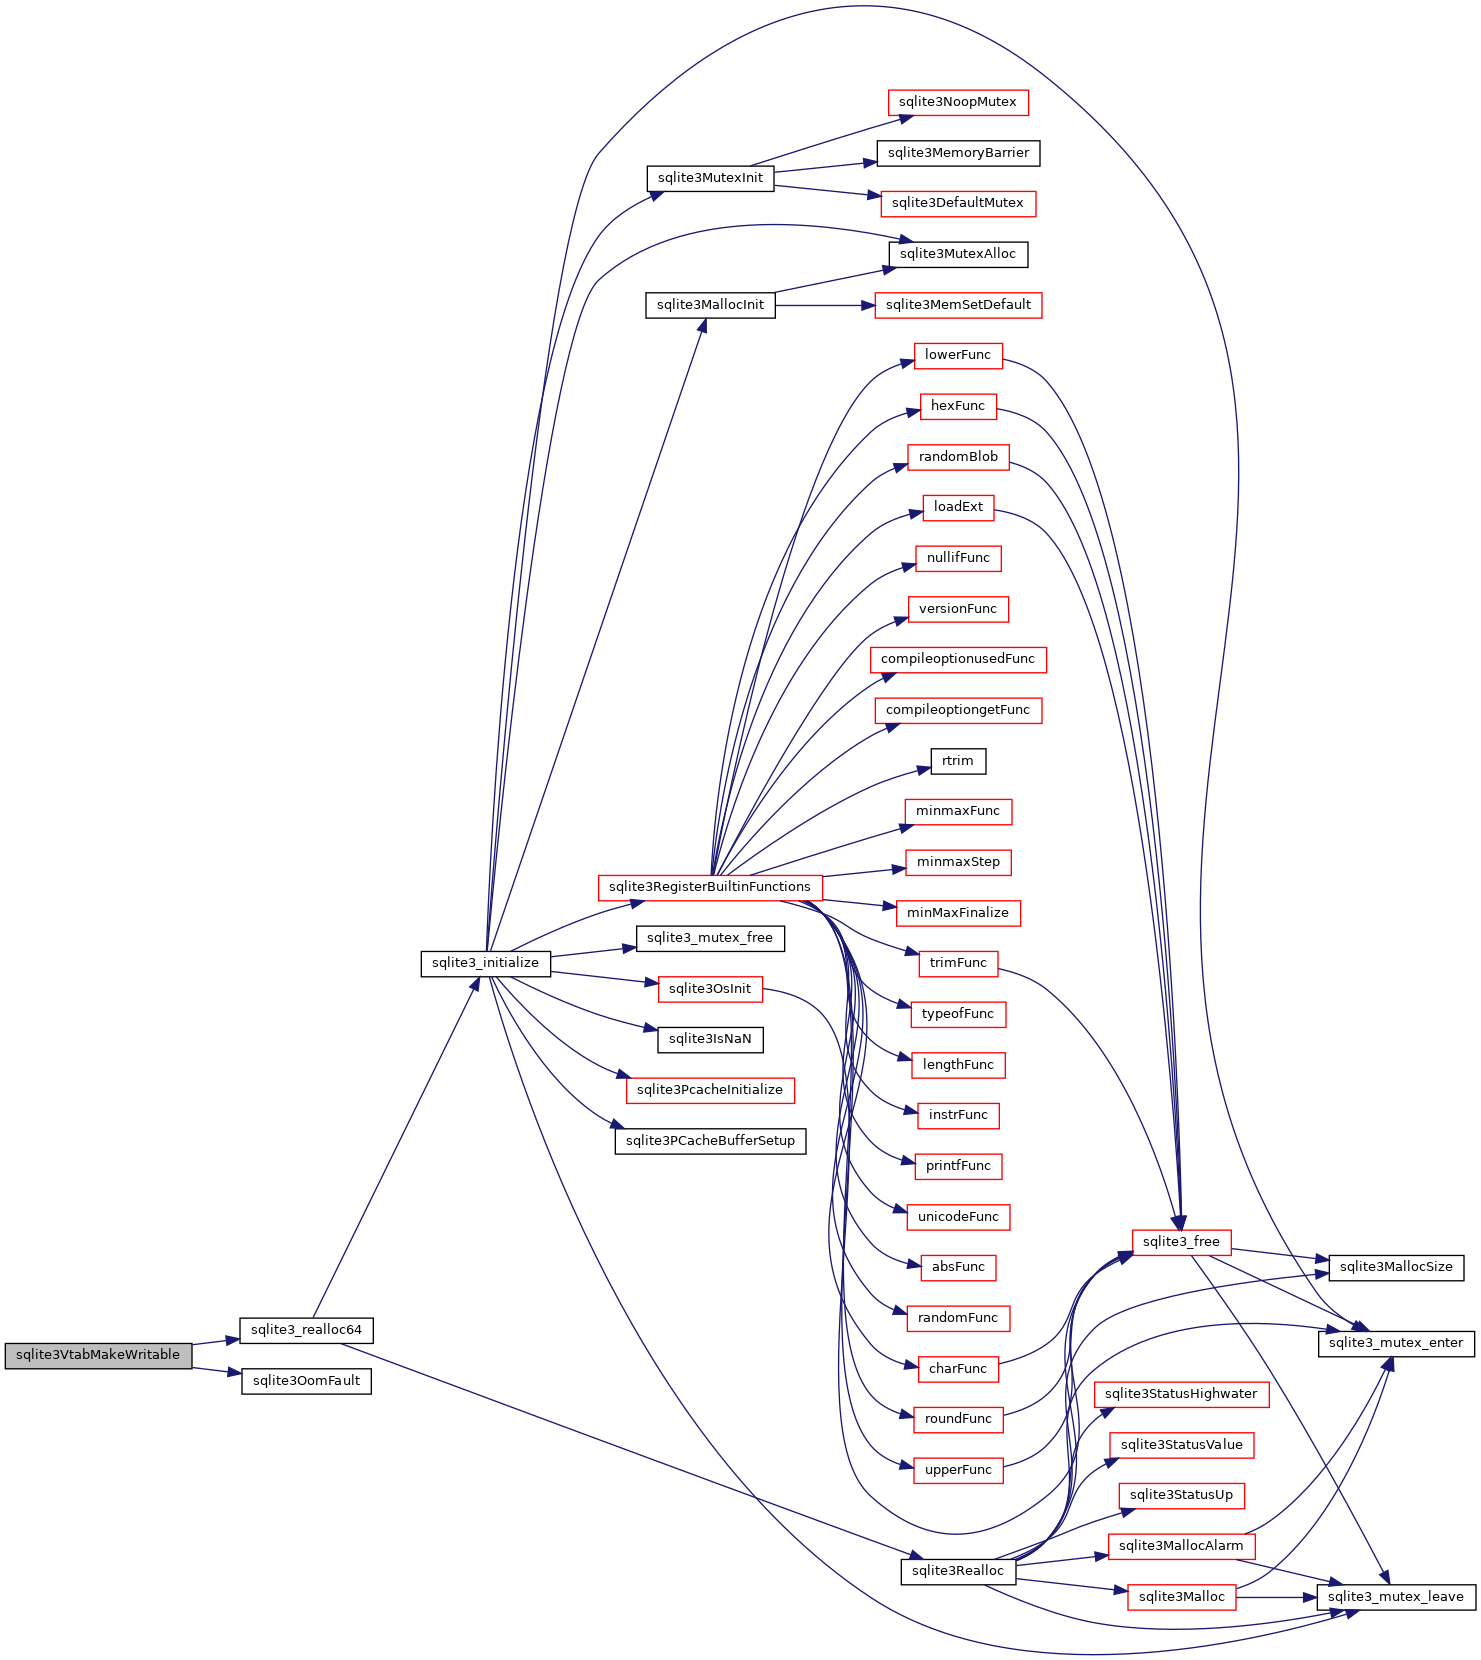 sqlite3VtabMakeWritable
sqlite3_realloc64
sqlite3OomFault
sqlite3_initialize
sqlite3MutexInit
sqlite3MallocInit
sqlite3RegisterBuiltinFunctions
sqlite3_mutex_free
sqlite3OsInit
sqlite3IsNaN
sqlite3PcacheInitialize
sqlite3PCacheBufferSetup
sqlite3NoopMutex
sqlite3MemoryBarrier
sqlite3DefaultMutex
sqlite3MutexAlloc
sqlite3MemSetDefault
lowerFunc
hexFunc
randomBlob
loadExt
nullifFunc
versionFunc
compileoptionusedFunc
compileoptiongetFunc
rtrim
minmaxFunc
minmaxStep
minMaxFinalize
trimFunc
typeofFunc
lengthFunc
instrFunc
printfFunc
unicodeFunc
absFunc
randomFunc
charFunc
roundFunc
upperFunc
sqlite3Realloc
sqlite3_free
sqlite3StatusHighwater
sqlite3StatusValue
sqlite3StatusUp
sqlite3MallocAlarm
sqlite3Malloc
sqlite3MallocSize
sqlite3_mutex_enter
sqlite3_mutex_leave